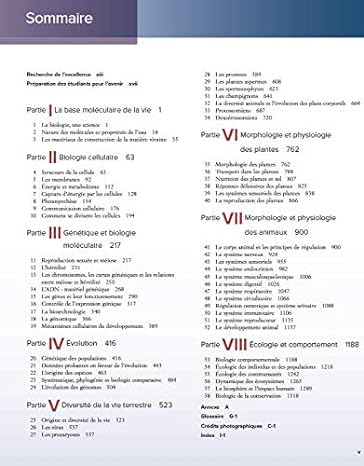 Sommaire
Recherche de l'excellence xiii
Préparation des étudiants pour l'avenir xvii
Partie I La base moléculaire de la vie 1
1 La biologie, une science 1
2 Nature des molécules et propriétés de l'eau 18
3 Les matériaux de construction de la matière vivante 35
Partie II Biologie cellulaire 63
4 Structure de la cellule 63
5 Les membranes 92
6 Énergie et métabolisme 112
7 Captage d'énergie par les cellules 128
8 Photosynthèse 154
9 Communication cellulaire 176
10 Comment se divisent les cellules 194
Partie III Génétique et biologie
moléculaire 217
11 Reproduction sexuée et méiose 217
12 L'hérédité 231
13 Les chromosomes, les cartes génétiques et les relations
entre méiose et hérédité 250
14 L'ADN : matériel génétique 268
15 Les gènes et leur fonctionnement 290
16 Contrôle de l'expression génique 317
17 La biotechnologie 340
18 La génomique 366
19 Mécanismes cellulaires du développement 389
Partie IV Évolution 416
20 Génétique des populations 416
21 Données probantes en faveur de l'évolution 443
22 L'origine des espèces 463
23 Systématique, phylogénie et biologie comparative 484
24 L'évolution des génomes 504
Partie V Diversité de la vie terrestre 523
25 Origine et diversité de la vie 523
26 Les virus 537
27 Les procaryotes 537
28 Les protistes 584
29 Les plantes aspermes 608
30 Les spermatophytes 623
31 Les champignons 641
32 La diversité animale et l'évolution des plans corporels 664
33 Protostomiens 687
34 Deutérostomiens 720
Partie VI Morphologie et physiologie
des plantes 762
35 Morphologie des plantes 762
36 Transport dans les plantes 788
37 Nutrition des plantes et sol 807
38 Réponses défensives des plantes 825
39 Les systèmes sensoriels des plantes 838
40 La reproduction des plantes 866
Partie VII Morphologie et physiologie
des animaux 900
41 Le corps animal et les principes de régulation 900
42 Le système nerveux 924
43 Les systèmes sensoriels 955
44 Le système endocrinien 982
45 Le système musculosquelettique 1006
46 Le système digestif 1026
47 Le système respiratoire 1047
48 Le système circulatoire 1066
49 Régulation osmotique et système urinaire 1088
50 Le système immunitaire 1106
51 Le système reproducteur 1135
52 Le développement animal 1157
Partie VIII Écologie et comportement 1188
53 Biologie comportementale 1188
54 Écologie des individus et des populations 1218
55 Écologie des communautés 1242
56 Dynamique des écosystèmes 1263
57 La biosphère et l'impact humain 1289
58 Biologie de la conservation 1318
Annexe A
Glossaire G-1
Crédits photographiques C-1
Index I-1